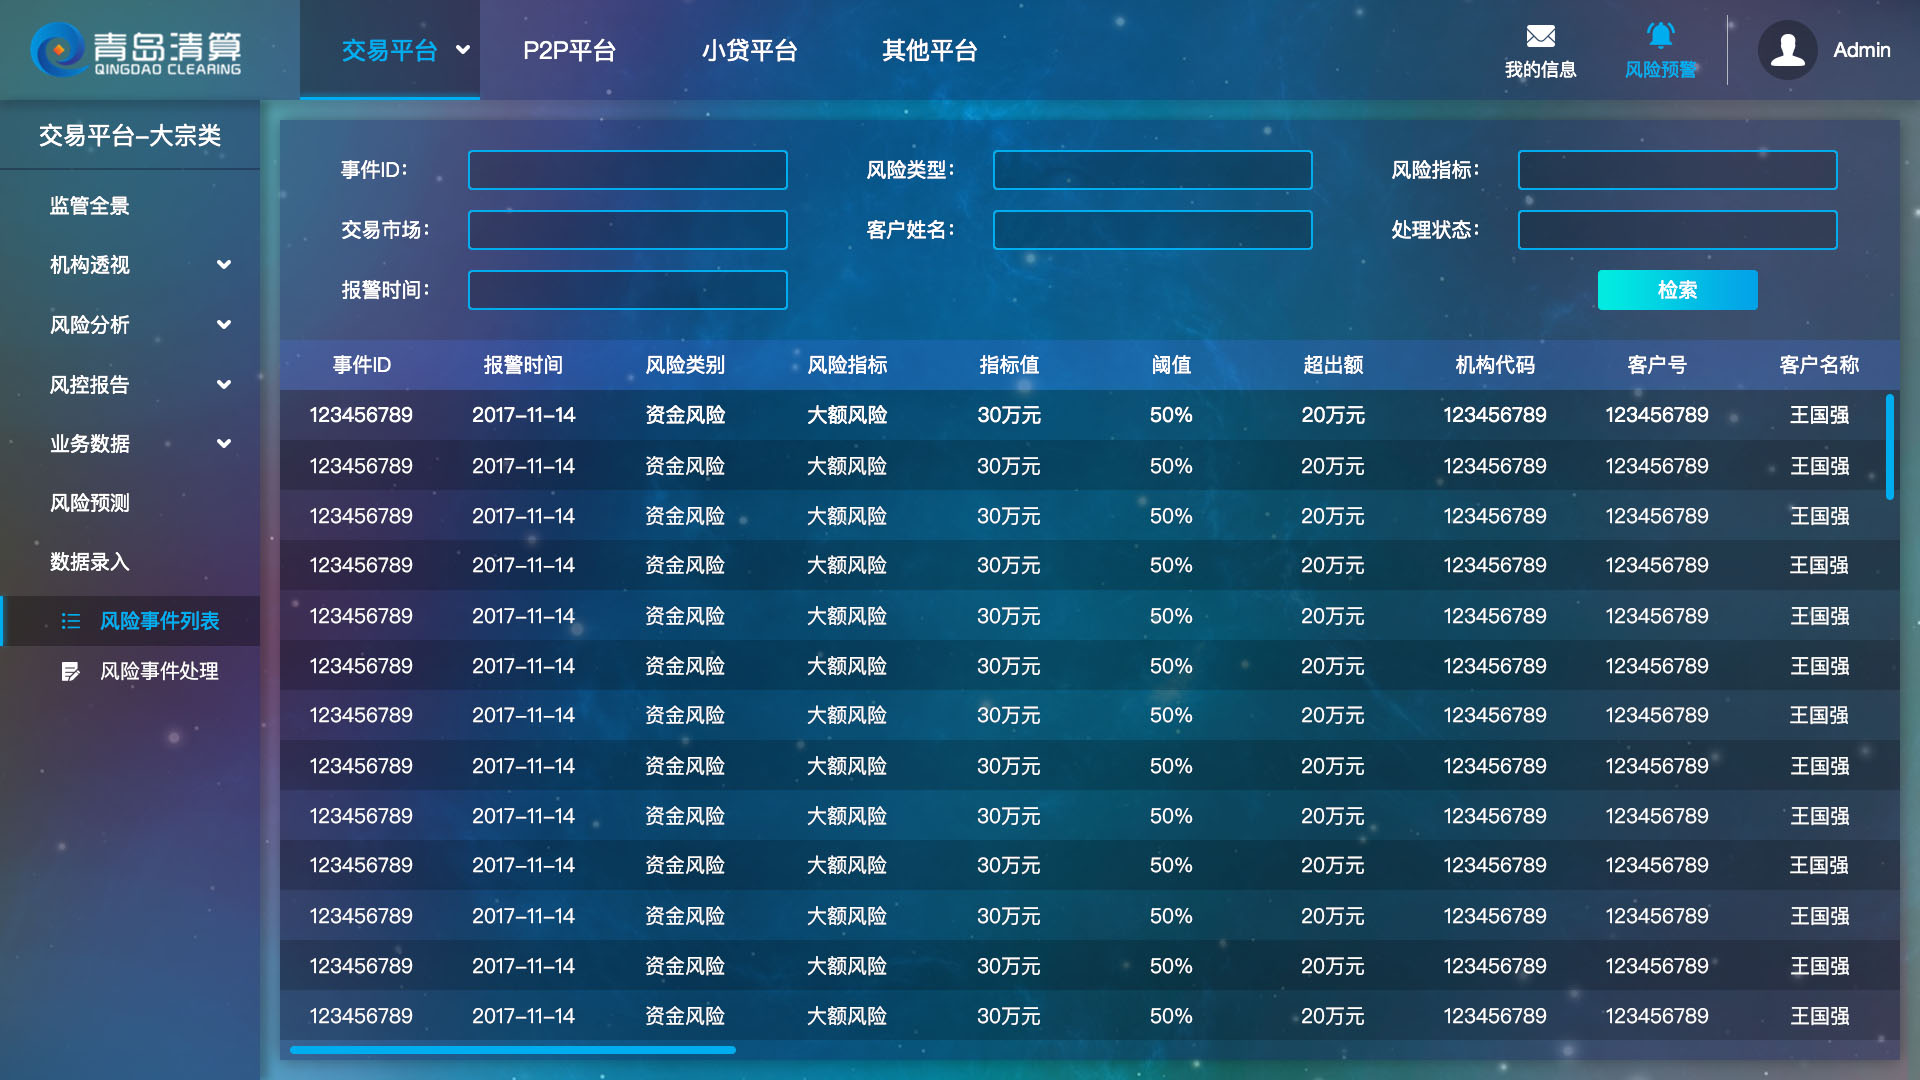 青岛清算
QINGDAO CLEARING
交易平台
P2P平台
小贷平台
其他平台
我的信息
风险预警
Admin
交易平台-大宗类
监管全景
机构透视
风险分析
风控报告
业务数据
风险预测
数据录入
风险事件列表
风险事件处理
事件ID：
风险类型：
风险指标：
交易市场：
客户姓名：
处理状态：
报警时间：
检索
事件ID 报警时间 风险类别 风险指标 指标值 阈值 超出额 机构代码 客户号 客户名称
123456789 2017-11-14 资金风险 大额风险 30万元 50% 20万元 123456789 123456789 王国强
123456789 2017-11-14 资金风险 大额风险 30万元 50% 20万元 123456789 123456789 王国强
123456789 2017-11-14 资金风险 大额风险 30万元 50% 20万元 123456789 123456789 王国强
123456789 2017-11-14 资金风险 大额风险 30万元 50% 20万元 123456789 123456789 王国强
123456789 2017-11-14 资金风险 大额风险 30万元 50% 20万元 123456789 123456789 王国强
123456789 2017-11-14 资金风险 大额风险 30万元 50% 20万元 123456789 123456789 王国强
123456789 2017-11-14 资金风险 大额风险 30万元 50% 20万元 123456789 123456789 王国强
123456789 2017-11-14 资金风险 大额风险 30万元 50% 20万元 123456789 123456789 王国强
123456789 2017-11-14 资金风险 大额风险 30万元 50% 20万元 123456789 123456789 王国强
123456789 2017-11-14 资金风险 大额风险 30万元 50% 20万元 123456789 123456789 王国强
123456789 2017-11-14 资金风险 大额风险 30万元 50% 20万元 123456789 123456789 王国强
123456789 2017-11-14 资金风险 大额风险 30万元 50% 20万元 123456789 123456789 王国强
123456789 2017-11-14 资金风险 大额风险 30万元 50% 20万元 123456789 123456789 王国强